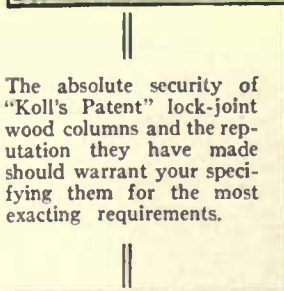 The absolute security of
"Koll's Patent" lock-joint
wood columns and the rep-
utation they have made
should warrant your speci-
fying them for the most
exacting requirements.